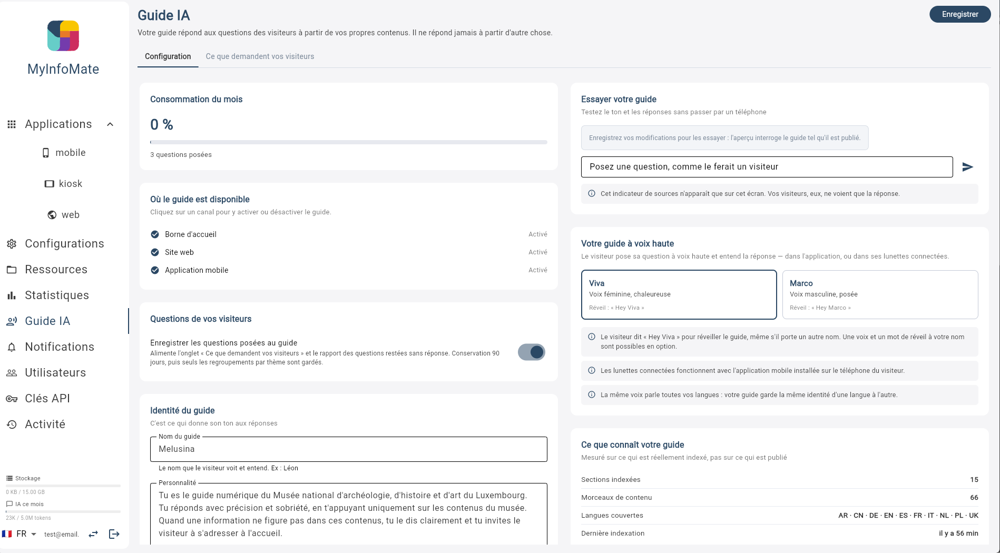 MyInfoMate
Applications
mobile
kiosk
web
Configurations
Ressources
Statistiques
Guide IA
Notifications
Utilisateurs
Clés API
Activité
Stockage
0 KB / 15.00 GB
IA ce mois
23K / 5.0M tokens
FR
test@email.
Guide IA
Enregistrer
Votre guide répond aux questions des visiteurs à partir de vos propres contenus. Il ne répond jamais à partir d'autre chose.
Configuration
Ce que demandent vos visiteurs
Consommation du mois
0 %
3 questions posées
Où le guide est disponible
Cliquez sur un canal pour y activer ou désactiver le guide.
Borne d'accueil Activé
Site web Activé
Application mobile Activé
Questions de vos visiteurs
Enregistrer les questions posées au guide
Alimente l'onglet « Ce que demandent vos visiteurs » et le rapport des questions restées sans réponse. Conservation 90
jours, puis seuls les regroupements par thème sont gardés.
Identité du guide
C'est ce qui donne son ton aux réponses
Nom du guide
Melusina
Le nom que le visiteur voit et entend. Ex : Léon
Personnalité
Tu es le guide numérique du Musée national d'archéologie, d'histoire et d'art du Luxembourg.
Tu réponds avec précision et sobriété, en t'appuyant uniquement sur les contenus du musée.
Quand une information ne figure pas dans ces contenus, tu le dis clairement et tu invites le
visiteur à s'adresser à l'accueil.
Essayer votre guide
Testez le ton et les réponses sans passer par un téléphone
Enregistrez vos modifications pour les essayer : l'aperçu interroge le guide tel qu'il est publié.
Posez une question, comme le ferait un visiteur
Cet indicateur de sources n'apparaît que sur cet écran. Vos visiteurs, eux, ne voient que la réponse.
Votre guide à voix haute
Le visiteur pose sa question à voix haute et entend la réponse — dans l'application, ou dans ses lunettes connectées.
Viva
Voix féminine, chaleureuse
Réveil : « Hey Viva »
Marco
Voix masculine, posée
Réveil : « Hey Marco »
Le visiteur dit « Hey Viva » pour réveiller le guide, même s'il porte un autre nom. Une voix et un mot de réveil à votre nom
sont possibles en option.
Les lunettes connectées fonctionnent avec l'application mobile installée sur le téléphone du visiteur.
La même voix parle toutes vos langues : votre guide garde la même identité d'une langue à l'autre.
Ce que connaît votre guide
Mesuré sur ce qui est réellement indexé, pas sur ce qui est publié
Sections indexées 15
Morceaux de contenu 66
Langues couvertes AR · CN · DE · EN · ES · FR · IT · NL · PL · UK
Dernière indexation il y a 56 min